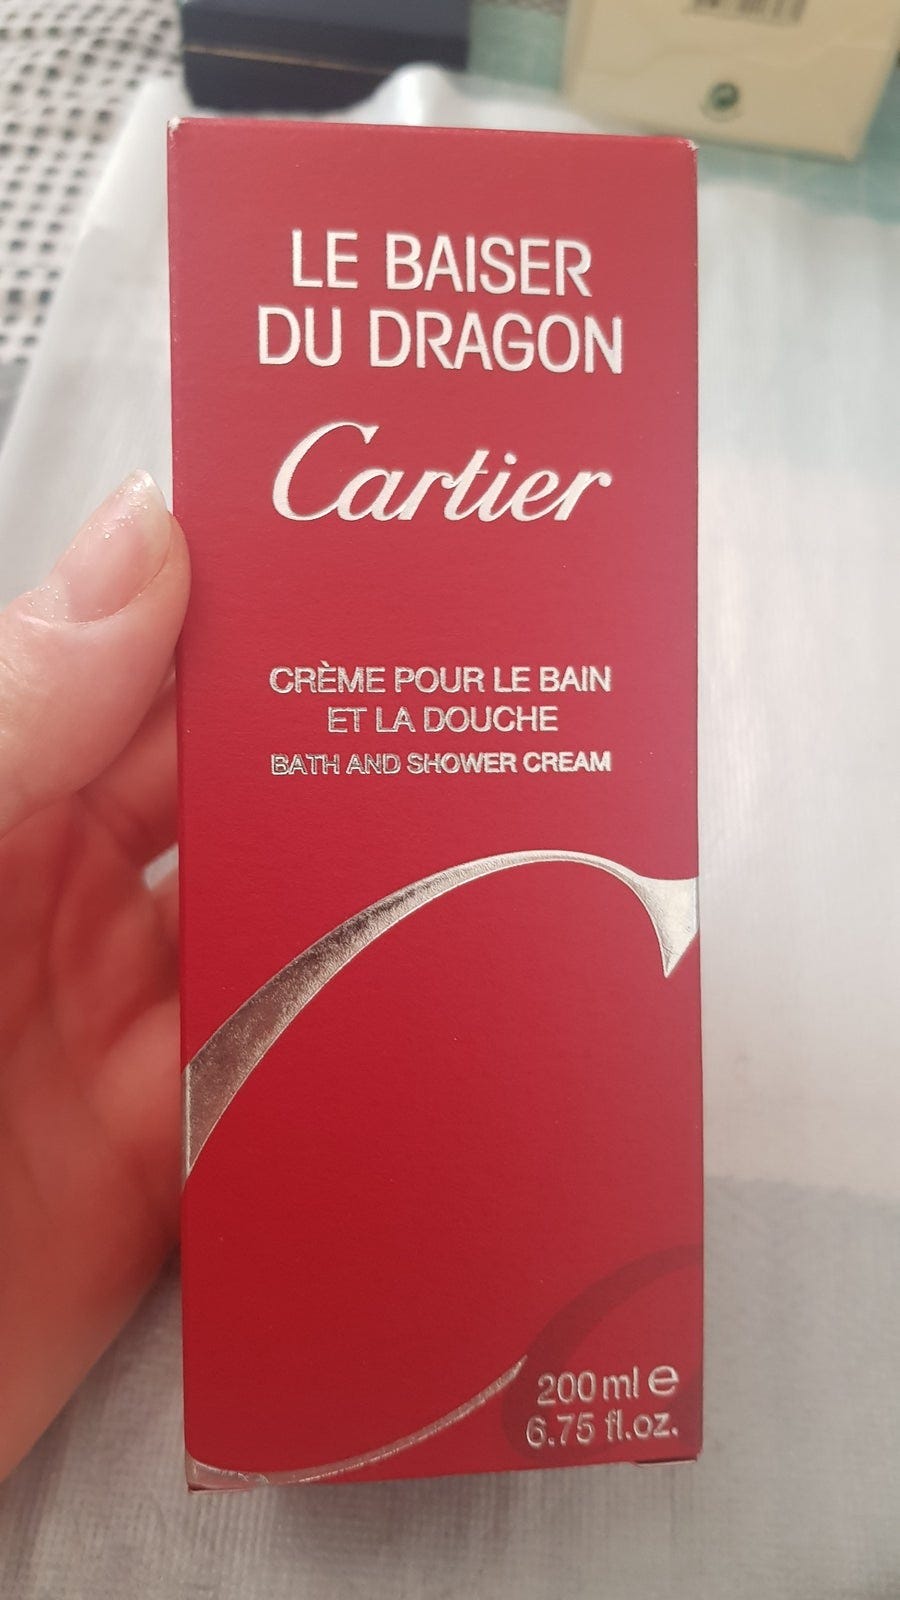 LE BAISER
DU DRAGON
Cartier
CRÈME POUR LE BAIN
ET LA DOUCHE
BATH AND SHOWER CREAM
200 ml e
6.75 fl.oz.